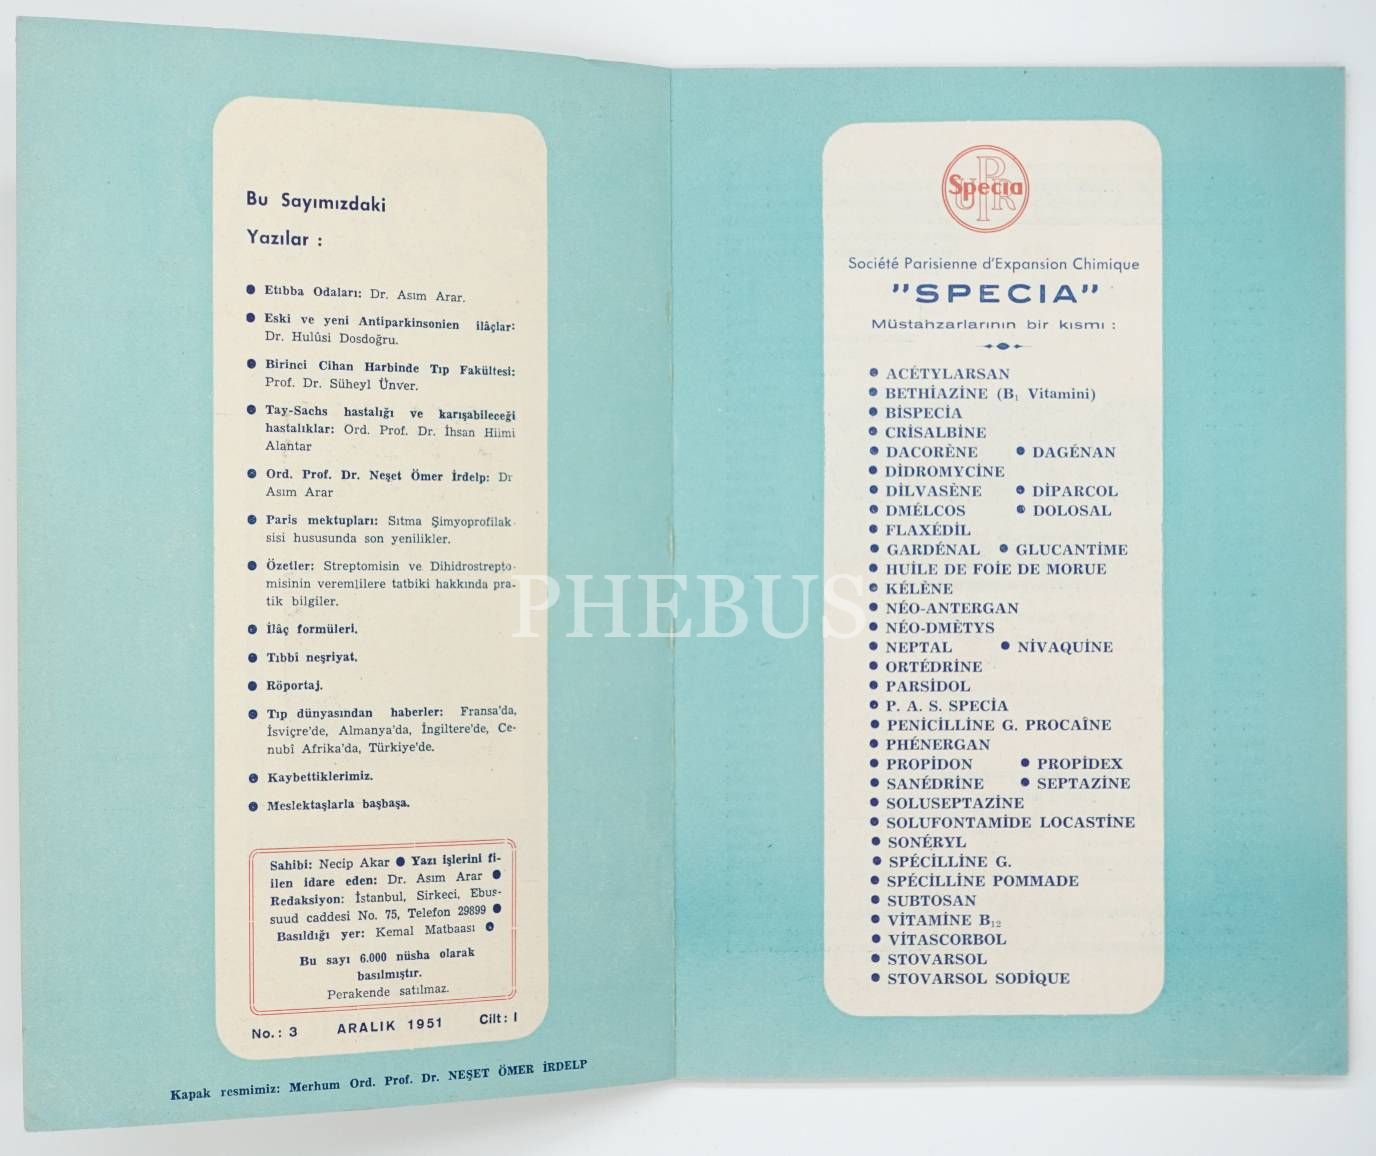 Bu Sayımızdaki
Yazılar :
● Etıbba Odaları: Dr. Asım Arar.
● Eski ve yeni Antiparkinsonien ilâçlar:
Dr. Hulûsi Dosdoğru.
● Birinci Cihan Harbinde Tıp Fakültesi:
Prof. Dr. Süheyl Ünver.
● Tay-Sachs hastalığı ve karışabileceği
hastalıklar: Ord. Prof. Dr. İhsan Hümi
Alantar
● Ord. Prof. Dr. Neşet Ömer İrdelp: Dr
Asım Arar
● Paris mektupları: Sıtma Şimyoprofilak-
sisi hususunda son yenilikler.
● Özetler: Streptomisin ve Dihidrostrepto-
misinin veremlilere tatbiki hakkında pra-
tik bilgiler.
● İlâç formüleri.
● Tıbbî neşriyat.
● Röportaj.
● Tıp dünyasından haberler: Fransa'da,
İsviçre'de, Almanya'da, İngiltere'de, Ce-
nubî Afrika'da, Türkiye'de.
● Kaybettiklerimiz.
● Meslektaşlarla başbaşa.
Sahibi: Necip Akar ● Yazı işlerini fi-
ilen idare eden: Dr. Asım Arar ●
Redaksiyon: İstanbul, Sirkeci, Ebus-
suud caddesi No. 75, Telefon 29899 ●
Basıldığı yer: Kemal Matbaası ●
Bu sayı 6.000 nüsha olarak
basılmıştır.
Perakende satılmaz.
No.: 3 ARALIK 1951 Cilt: I
Kapak resmimiz: Merhum Ord. Prof. Dr. NEŞET ÖMER İRDELP
PHEBUS
Specia
Société Parisienne d'Expansion Chimique
"SPECIA"
Müstahzarlarının bir kısmı :
● ACÉTYLARSAN
● BETHİAZİNE (B₁ Vitamini)
● BİSPECİA
● CRİSALBİNE
● DACORÈNE ● DAGÉNAN
● DİDROMYCİNE
● DİLVASÈNE ● DİPARCOL
● DMÉLCOS ● DOLOSAL
● FLAXÉDİL
● GARDÉNAL ● GLUCANTİME
● HUİLE DE FOİE DE MORUE
● KÉLÈNE
● NÉO-ANTERGAN
● NÉO-DMÈTYS
● NEPTAL ● NİVAQUİNE
● ORTÉDRİNE
● PARSİDOL
● P. A. S. SPECİA
● PENİCİLLİNE G. PROCAÎNE
● PHÉNERGAN
● PROPİDON ● PROPİDEX
● SANÉDRİNE ● SEPTAZİNE
● SOLUSEPTAZİNE
● SOLUFONTAMİDE LOCASTİNE
● SONÉRYL
● SPÉCİLLİNE G.
● SPÉCİLLİNE POMMADE
● SUBTOSAN
● VİTAMİNE B₁₂
● VİTASCORBOL
● STOVARSOL
● STOVARSOL SODİQUE